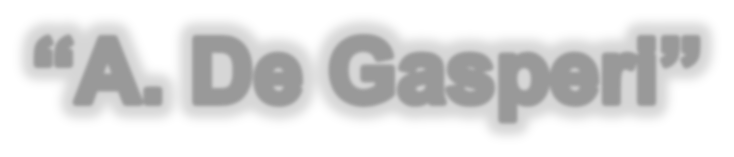 “A. De Gasperi”